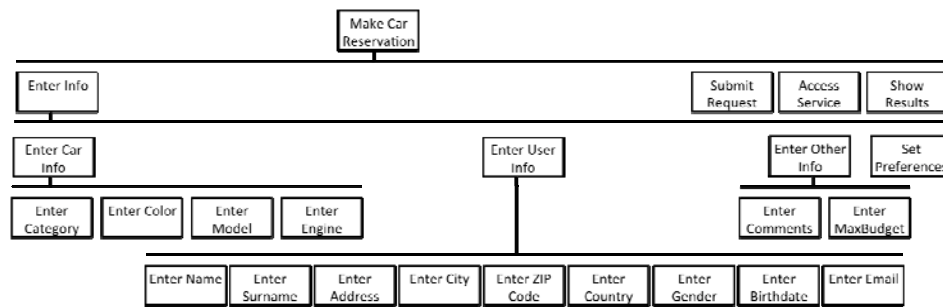 Make Car
Reservation
Enter Info
Submit
Request
Access
Service
Show
Results
Enter Car
Info
Enter User
Info
Enter Other
Info
Set
Preferences
Enter
Category
Enter Color
Enter
Model
Enter
Engine
Enter
Comments
Enter
MaxBudget
Enter Name
Enter
Surname
Enter
Address
Enter City
Enter ZIP
Code
Enter
Country
Enter
Gender
Enter
Birthdate
Enter Email